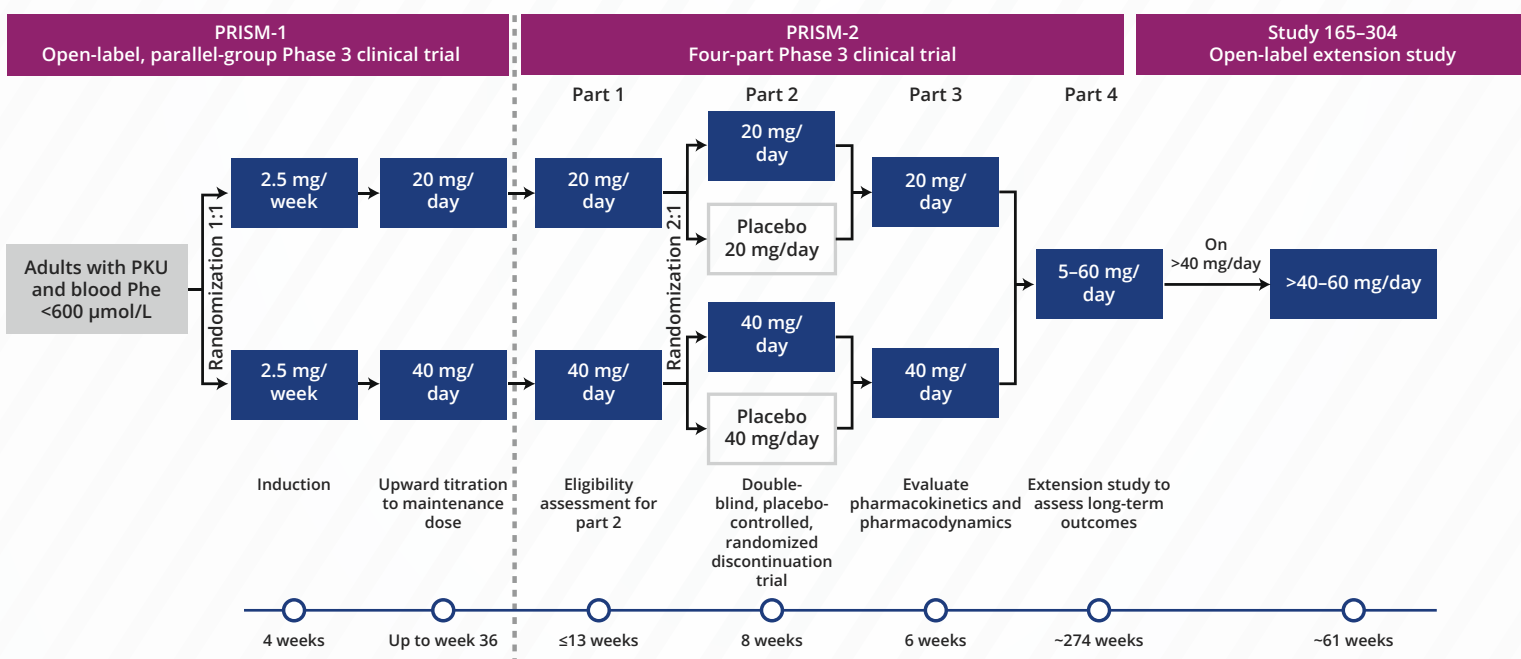 PRISM-1
Open-label, parallel-group Phase 3 clinical trial
PRISM-2
Four-part Phase 3 clinical trial
Study 165–304
Open-label extension study
Part 1
Part 2
Part 3
Part 4
Adults with PKU
and blood Phe
<600 µmol/L
Randomization 1:1
2.5 mg/
week
20 mg/
day
20 mg/
day
Randomization 2:1
20 mg/
day
Placebo
20 mg/day
20 mg/
day
2.5 mg/
week
40 mg/
day
40 mg/
day
40 mg/
day
Placebo
40 mg/day
40 mg/
day
5–60 mg/
day
On
>40 mg/day
>40–60 mg/day
Induction
Upward titration
to maintenance
dose
Eligibility
assessment for
part 2
Double-
blind, placebo-
controlled,
randomized
discontinuation
trial
Evaluate
pharmacokinetics and
pharmacodynamics
Extension study to
assess long-term
outcomes
4 weeks
Up to week 36
≤13 weeks
8 weeks
6 weeks
~274 weeks
~61 weeks